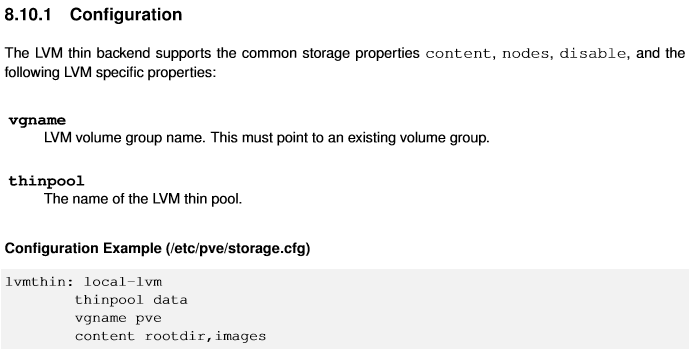 8.10.1 Configuration
The LVM thin backend supports the common storage properties content, nodes, disable, and the
following LVM specific properties:
vgname
LVM volume group name. This must point to an existing volume group.
thinpool
The name of the LVM thin pool.
Configuration Example (/etc/pve/storage.cfg)
lvmthin: local-lvm
thinpool data
vgname pve
content rootdir,images